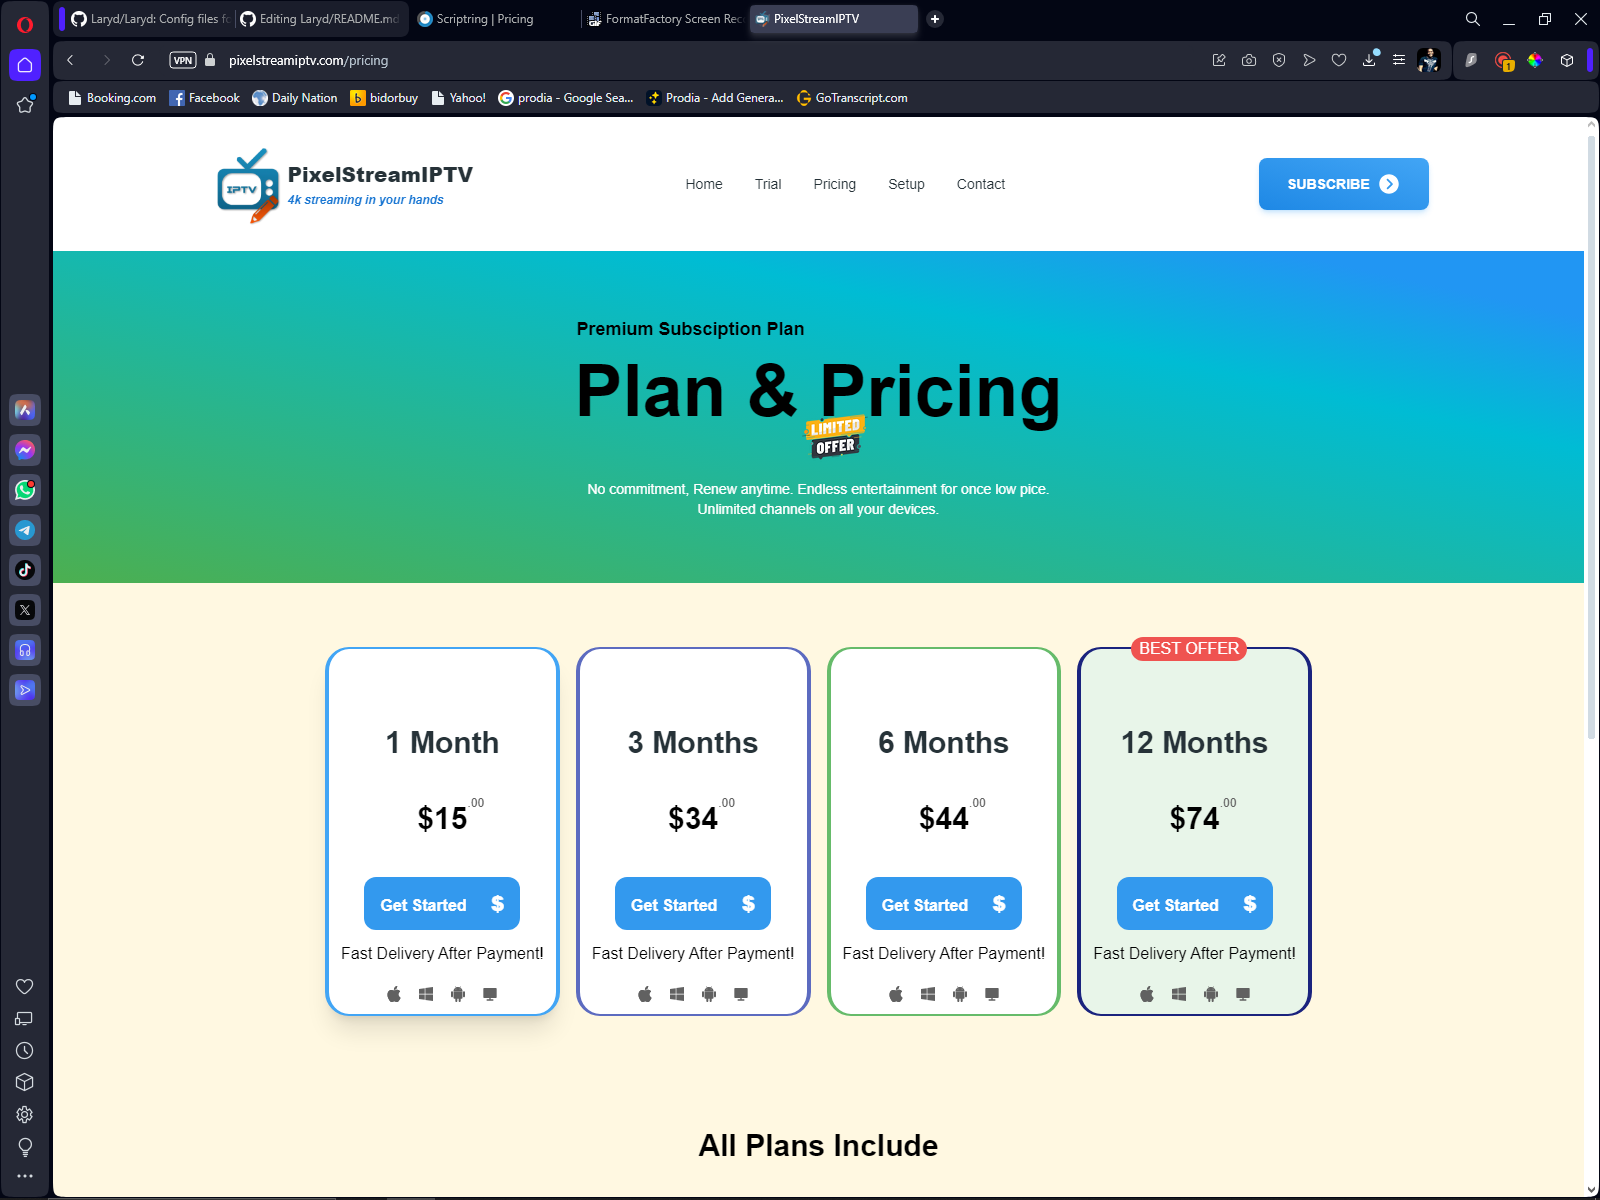 Laryd/Laryd: Config files fo
Editing Laryd/README.md
Scriptring | Pricing
FormatFactory Screen Rec
PixelStreamIPTV
VPN
pixelstreamiptv.com/pricing
1
Booking.com
Facebook
Daily Nation
b bidorbuy
Yahoo!
prodia - Google Sea...
Prodia - Add Genera...
GoTranscript.com
IPTV
PixelStreamIPTV
4k streaming in your hands
Home
Trial
Pricing
Setup
Contact
SUBSCRIBE
Premium Subsciption Plan
Plan & Pricing
LIMITED
OFFER
No commitment, Renew anytime. Endless entertainment for once low pice.
Unlimited channels on all your devices.
1 Month
$15.00
Get Started $
Fast Delivery After Payment!
3 Months
$34.00
Get Started $
Fast Delivery After Payment!
6 Months
$44.00
Get Started $
Fast Delivery After Payment!
BEST OFFER
12 Months
$74.00
Get Started $
Fast Delivery After Payment!
All Plans Include